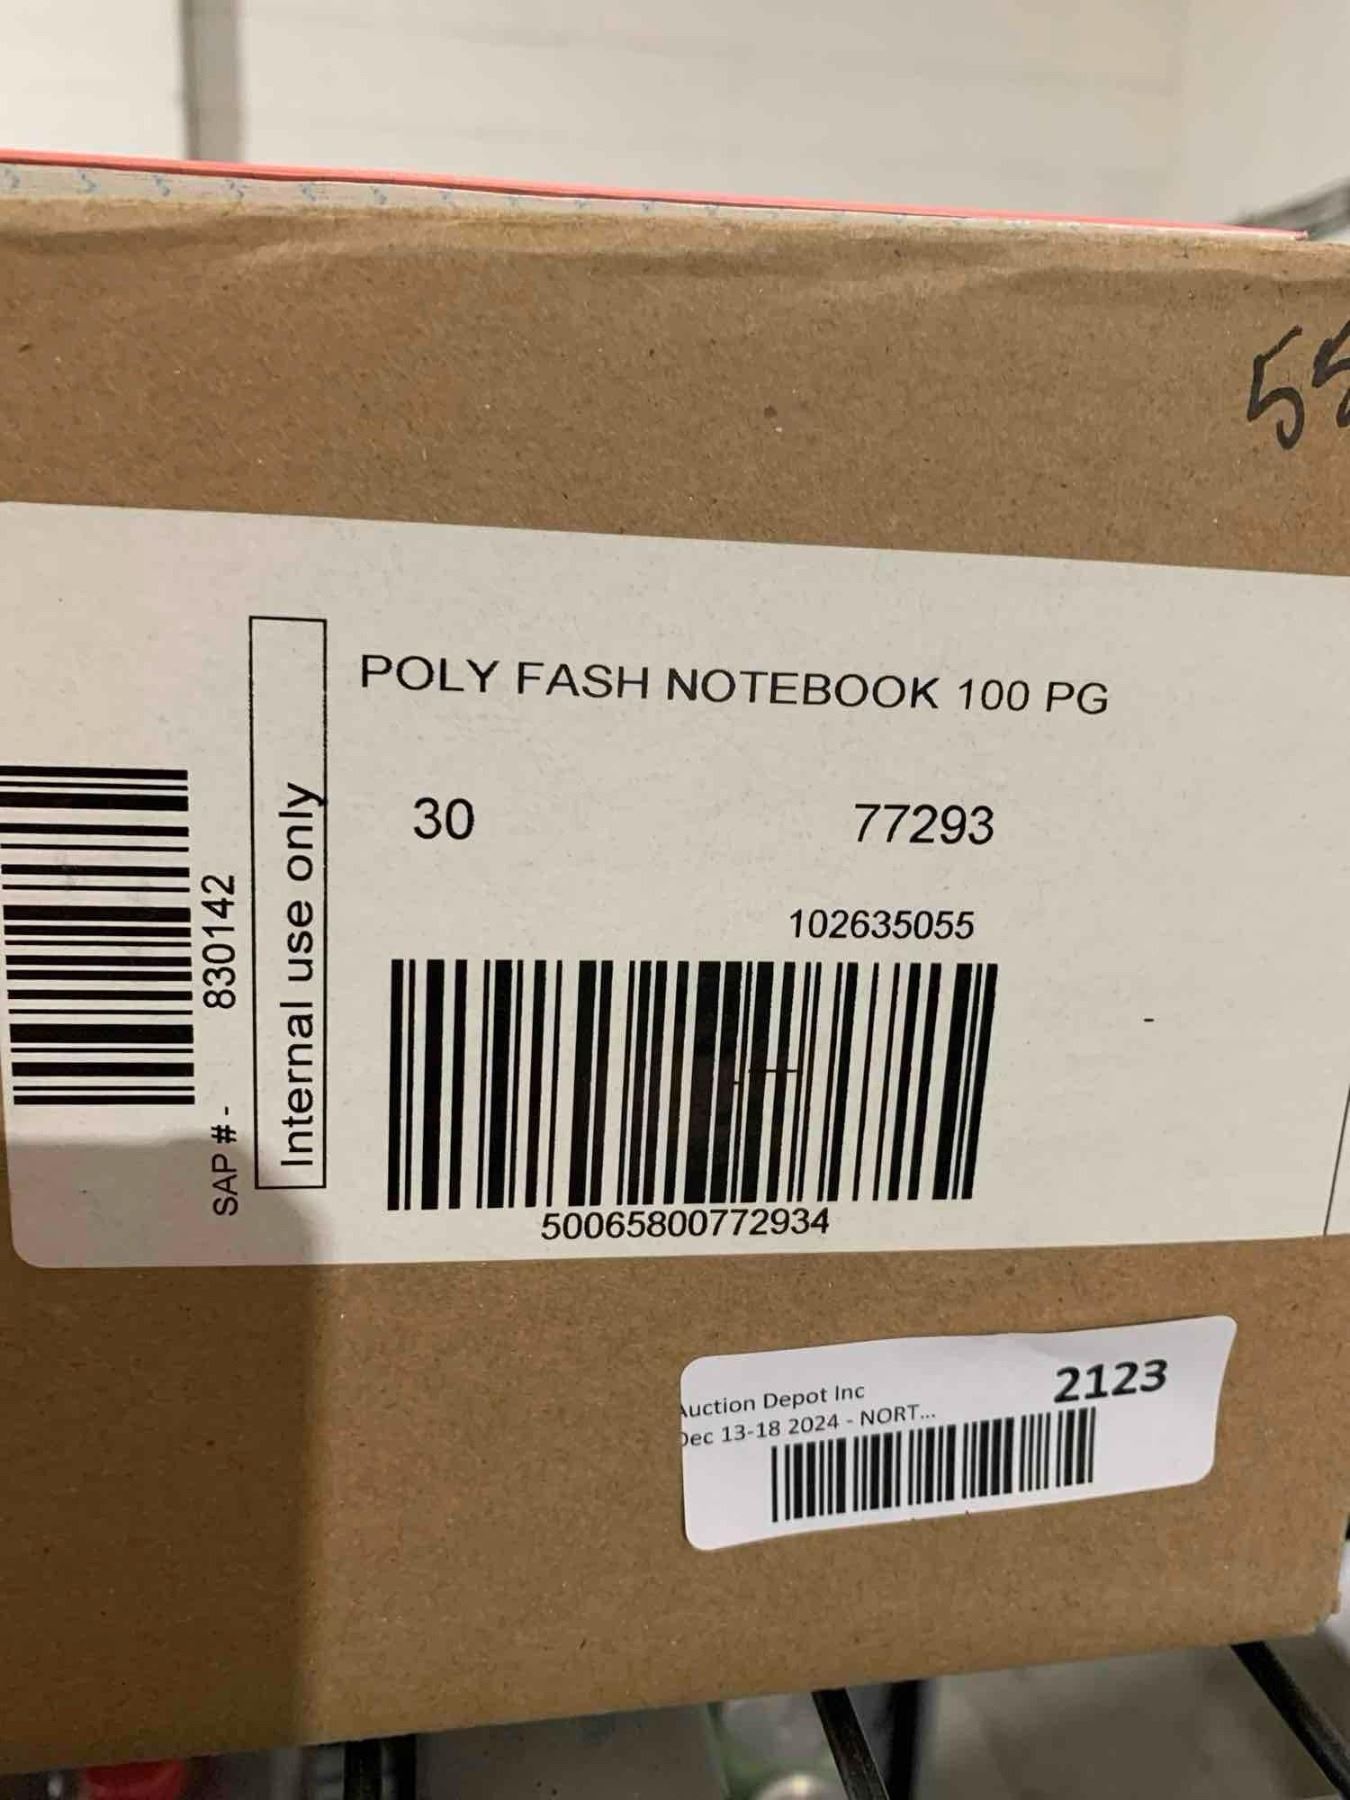 POLY FASH NOTEBOOK 100 PG
30 77293
102635055
50065800772934
Internal use only
SAP # - 830142
Auction Depot Inc
Dec 13-18 2024 - NORT...
2123